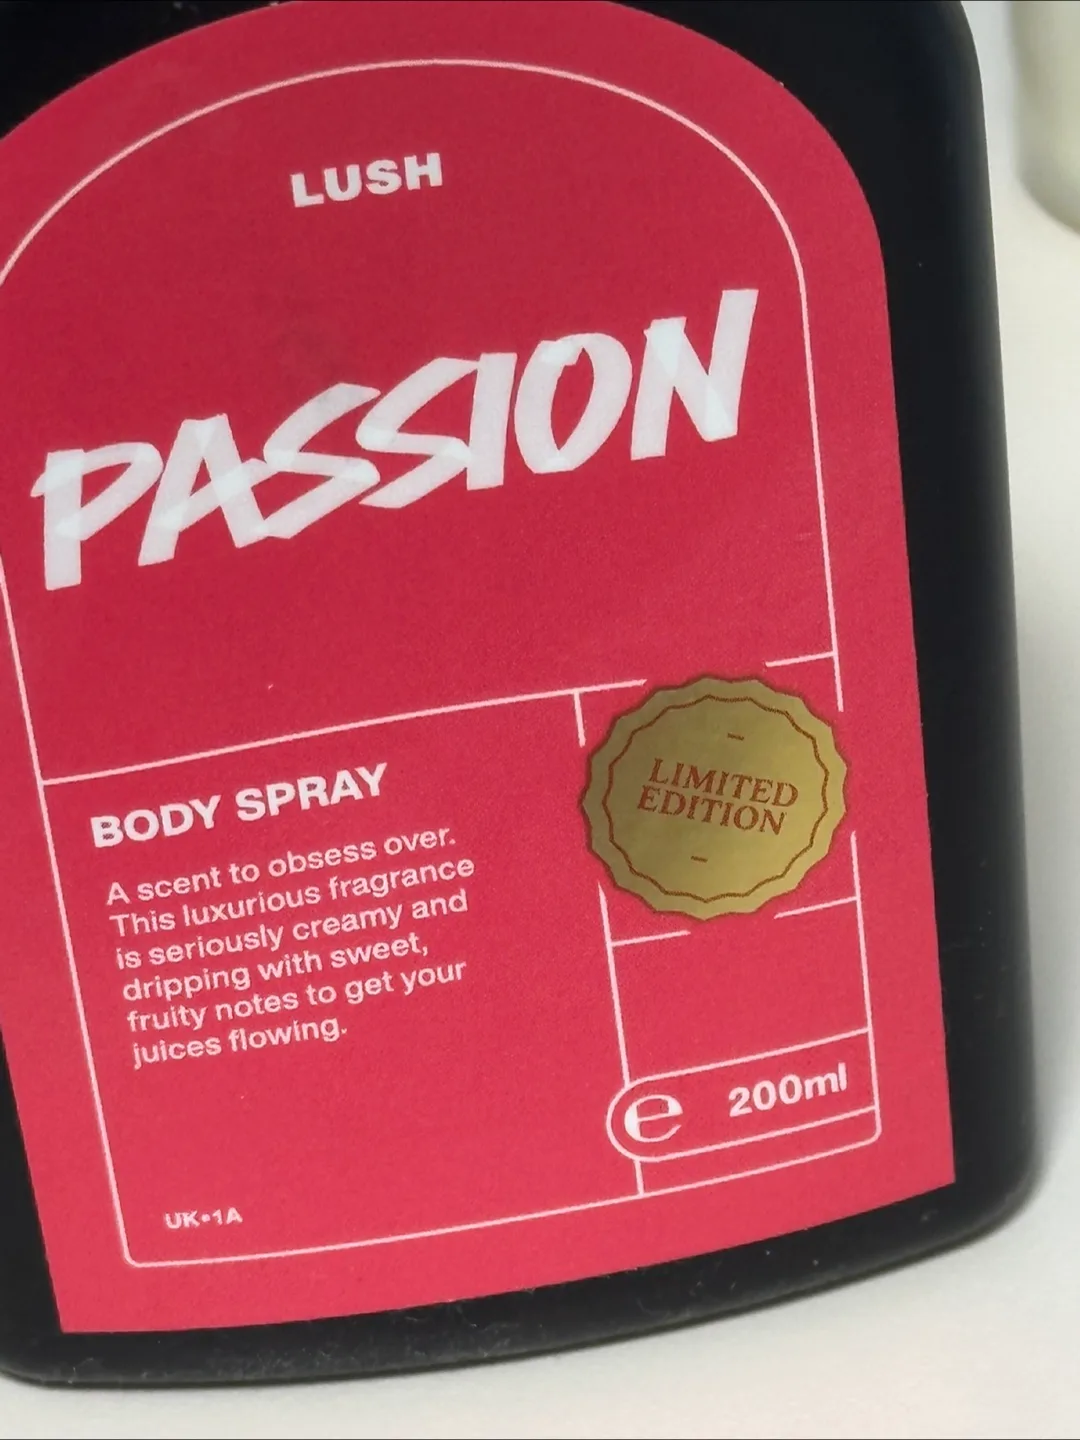 LUSH
PASSION
LIMITED
EDITION
BODY SPRAY
A scent to obsess over.
This luxurious fragrance
is seriously creamy and
dripping with sweet,
fruity notes to get your
juices flowing.
e 200ml
UK•1A